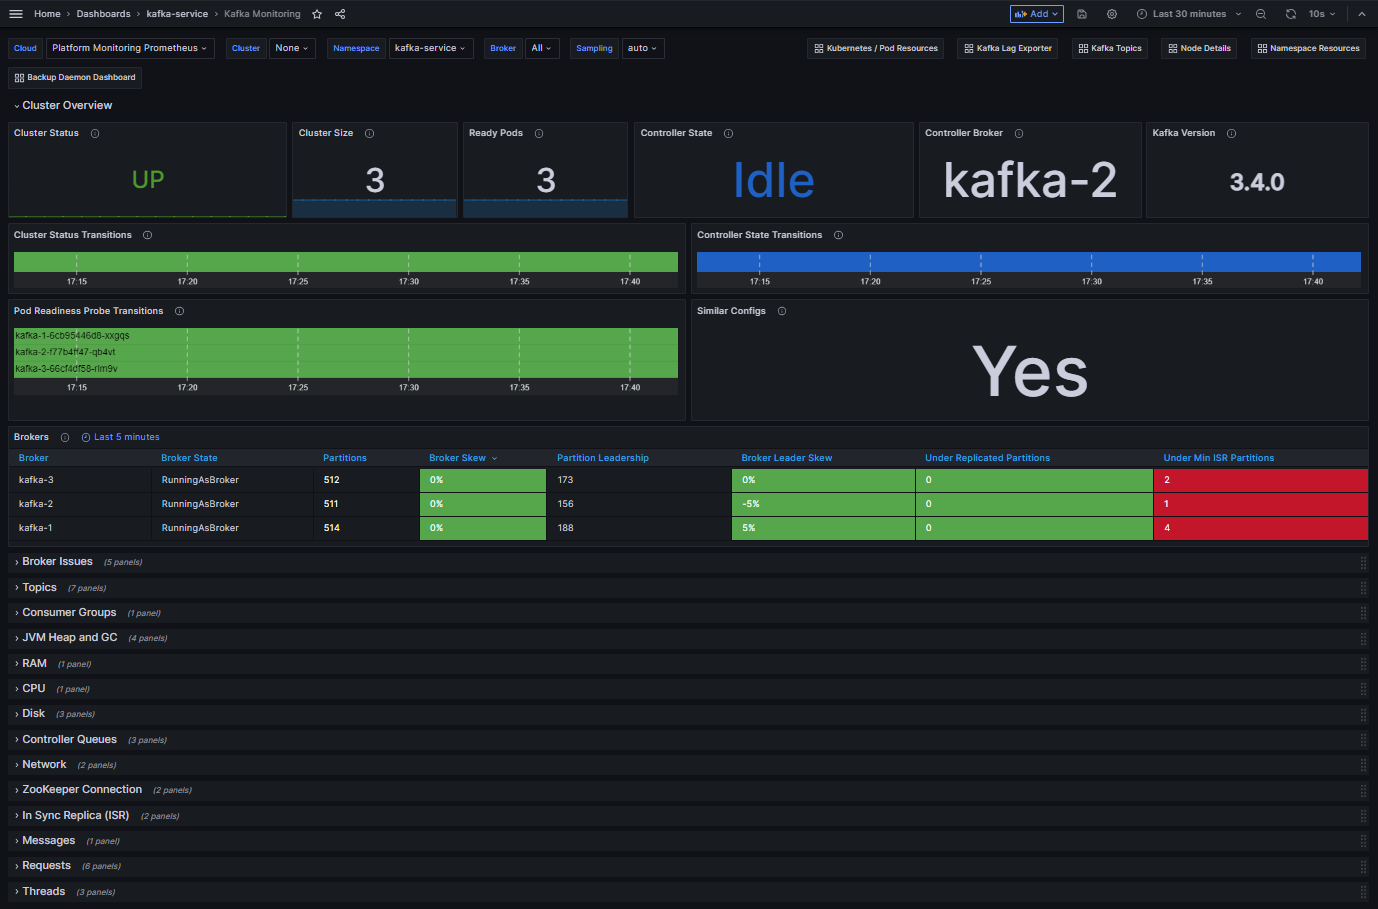 Home › Dashboards › kafka-service › Kafka Monitoring Add Last 30 minutes 10s
Cloud Platform Monitoring Prometheus Cluster None Namespace kafka-service Broker All Sampling auto Kubernetes / Pod Resources Kafka Lag Exporter Kafka Topics Node Details Namespace Resources
Backup Daemon Dashboard
Cluster Overview
Cluster Status Cluster Size Ready Pods Controller State Controller Broker Kafka Version
UP 3 3 Idle kafka-2 3.4.0
Cluster Status Transitions
17:15 17:20 17:25 17:30 17:35 17:40
Controller State Transitions
17:15 17:20 17:25 17:30 17:35 17:40
Pod Readiness Probe Transitions
kafka-1-6cb95446d8-xxgqs
kafka-2-f77b4ff47-qb4vt
kafka-3-66cf4df58-rlm9v
17:15 17:20 17:25 17:30 17:35 17:40
Similar Configs
Yes
Brokers Last 5 minutes
Broker Broker State Partitions Broker Skew Partition Leadership Broker Leader Skew Under Replicated Partitions Under Min ISR Partitions
kafka-3 RunningAsBroker 512 0% 173 0% 0 2
kafka-2 RunningAsBroker 511 0% 156 -5% 0 1
kafka-1 RunningAsBroker 514 0% 188 5% 0 4
Broker Issues (5 panels)
Topics (7 panels)
Consumer Groups (1 panel)
JVM Heap and GC (4 panels)
RAM (1 panel)
CPU (1 panel)
Disk (3 panels)
Controller Queues (3 panels)
Network (2 panels)
ZooKeeper Connection (2 panels)
In Sync Replica (ISR) (2 panels)
Messages (1 panel)
Requests (6 panels)
Threads (3 panels)